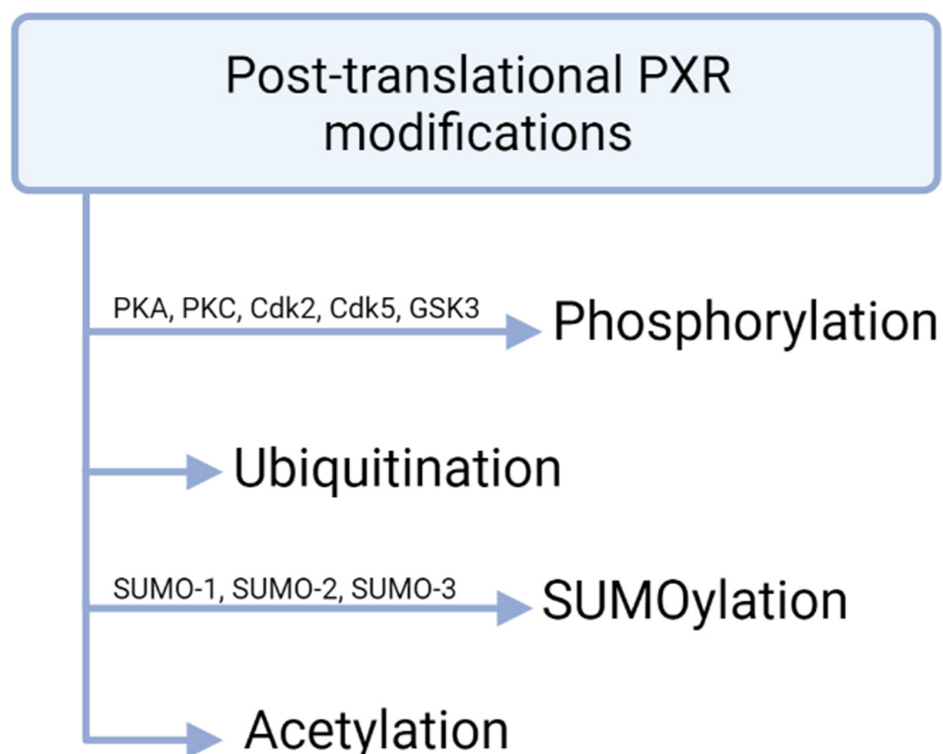 Post-translational PXR
modifications
PKA, PKC, Cdk2, Cdk5, GSK3
Phosphorylation
Ubiquitination
SUMO-1, SUMO-2, SUMO-3
SUMOylation
Acetylation